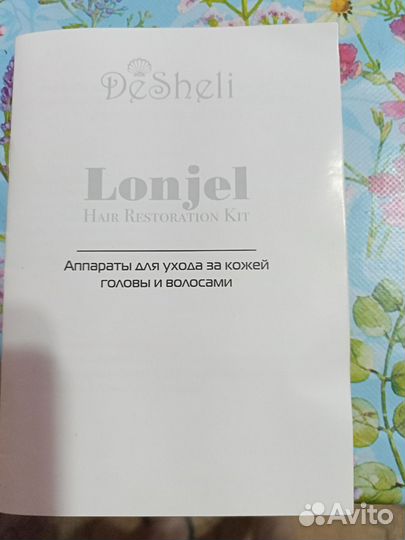 DeSheli
Lonjel
Hair Restoration Kit
Аппараты для ухода за кожей
головы и волосами
Avito